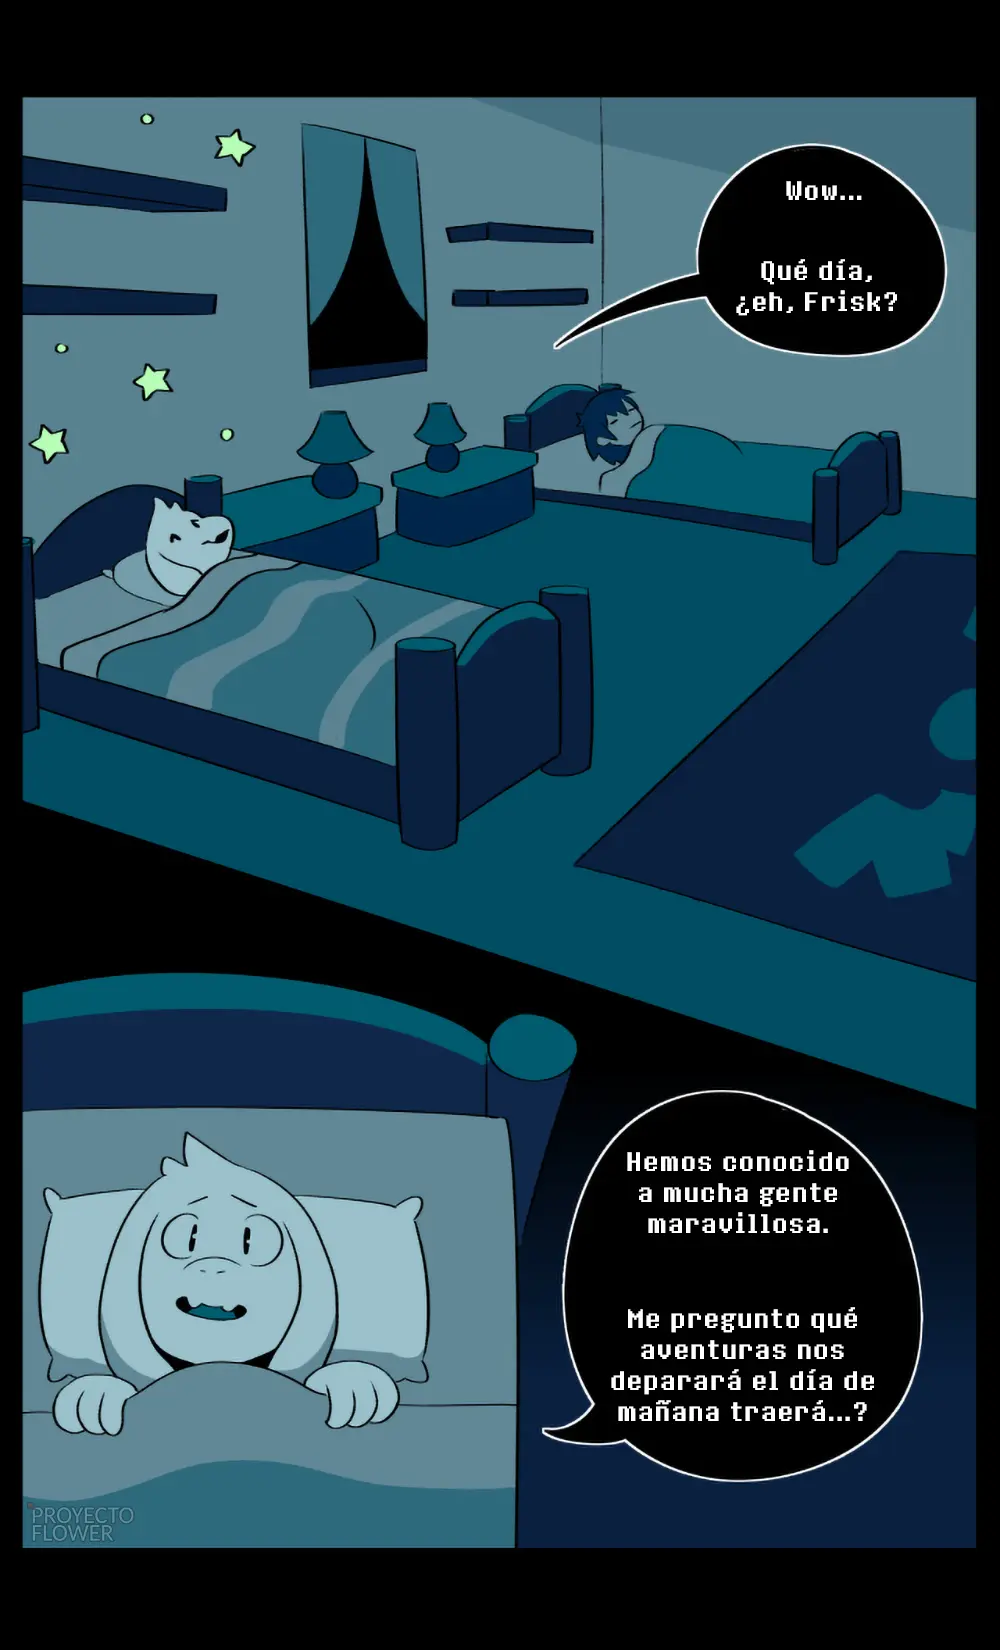 Wow...
Qué día,
¿eh, Frisk?
Hemos conocido
a mucha gente
maravillosa.
Me pregunto qué
aventuras nos
deparará el día de
mañana traerá...?
PROYECTO
FLOWER